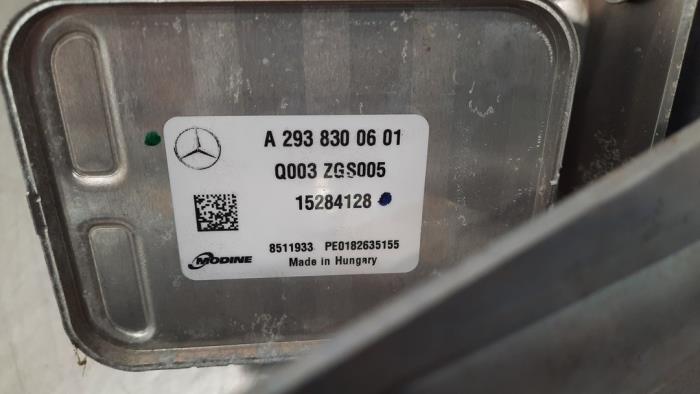 A 293 830 06 01
Q003 ZGS005
15284128
8511933 PE0182635155
MODINE Made in Hungary